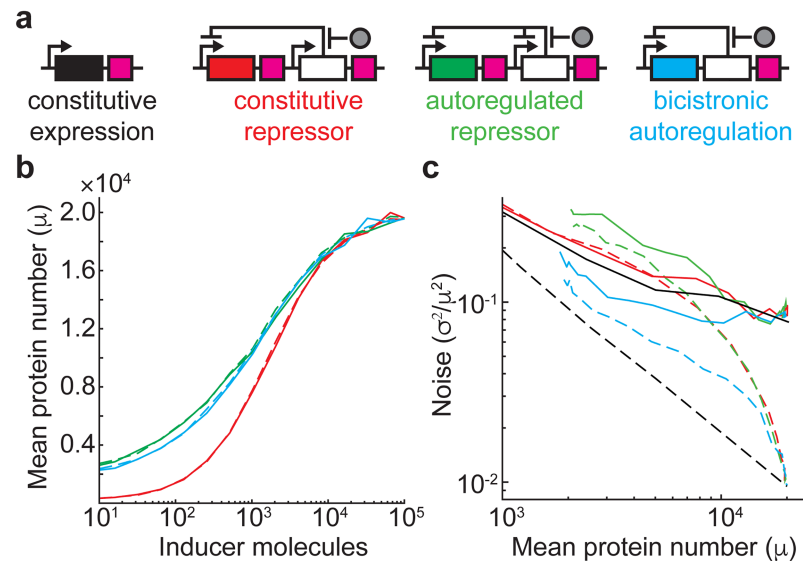 a
constitutive
expression
constitutive
repressor
autoregulated
repressor
bicistronic
autoregulation
b
×10⁴
Mean protein number (μ)
2.0
1.6
1.2
0.8
0.4
10¹ 10² 10³ 10⁴ 10⁵
Inducer molecules
c
Noise (σ²/μ²)
10⁻¹
10⁻²
10³ 10⁴
Mean protein number (μ)